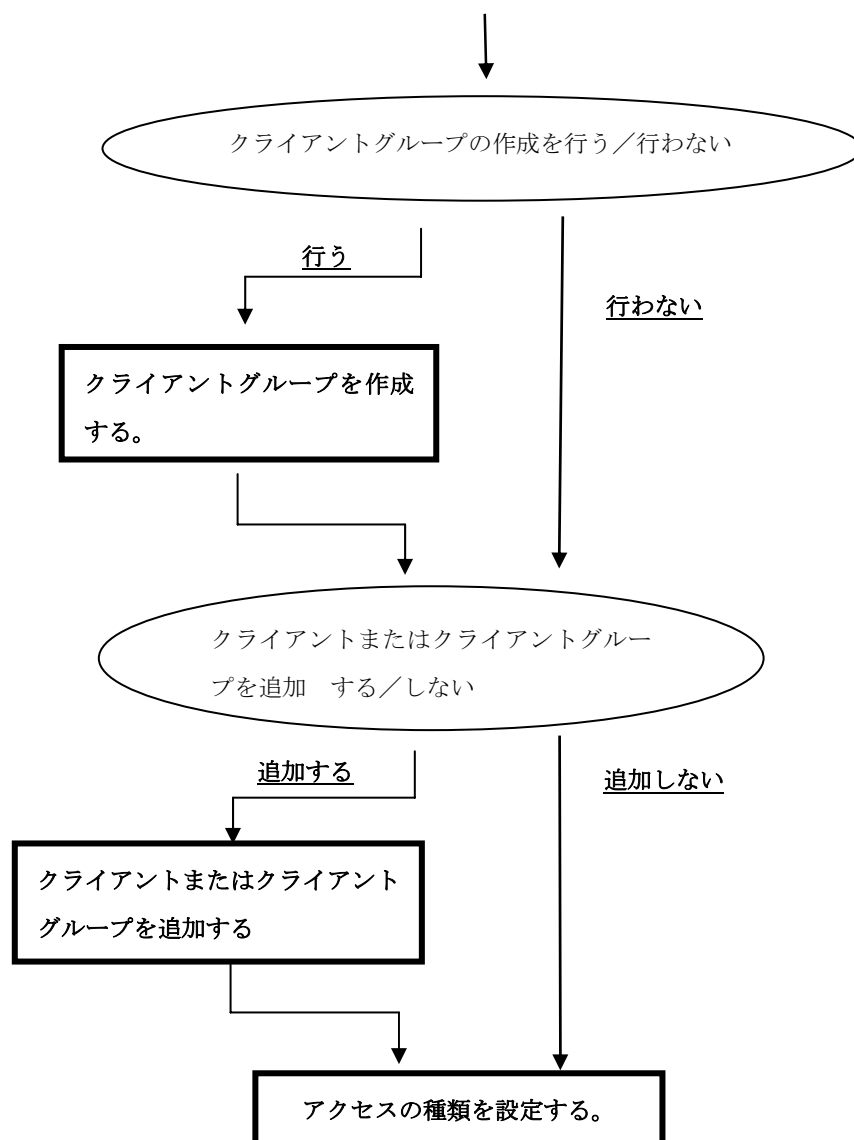 クライアントグループの作成を行う／行わない
行う
行わない
クライアントグループを作成
する。
クライアントまたはクライアントグルー
プを追加　する／しない
追加する
追加しない
クライアントまたはクライアント
グループを追加する
アクセスの種類を設定する。